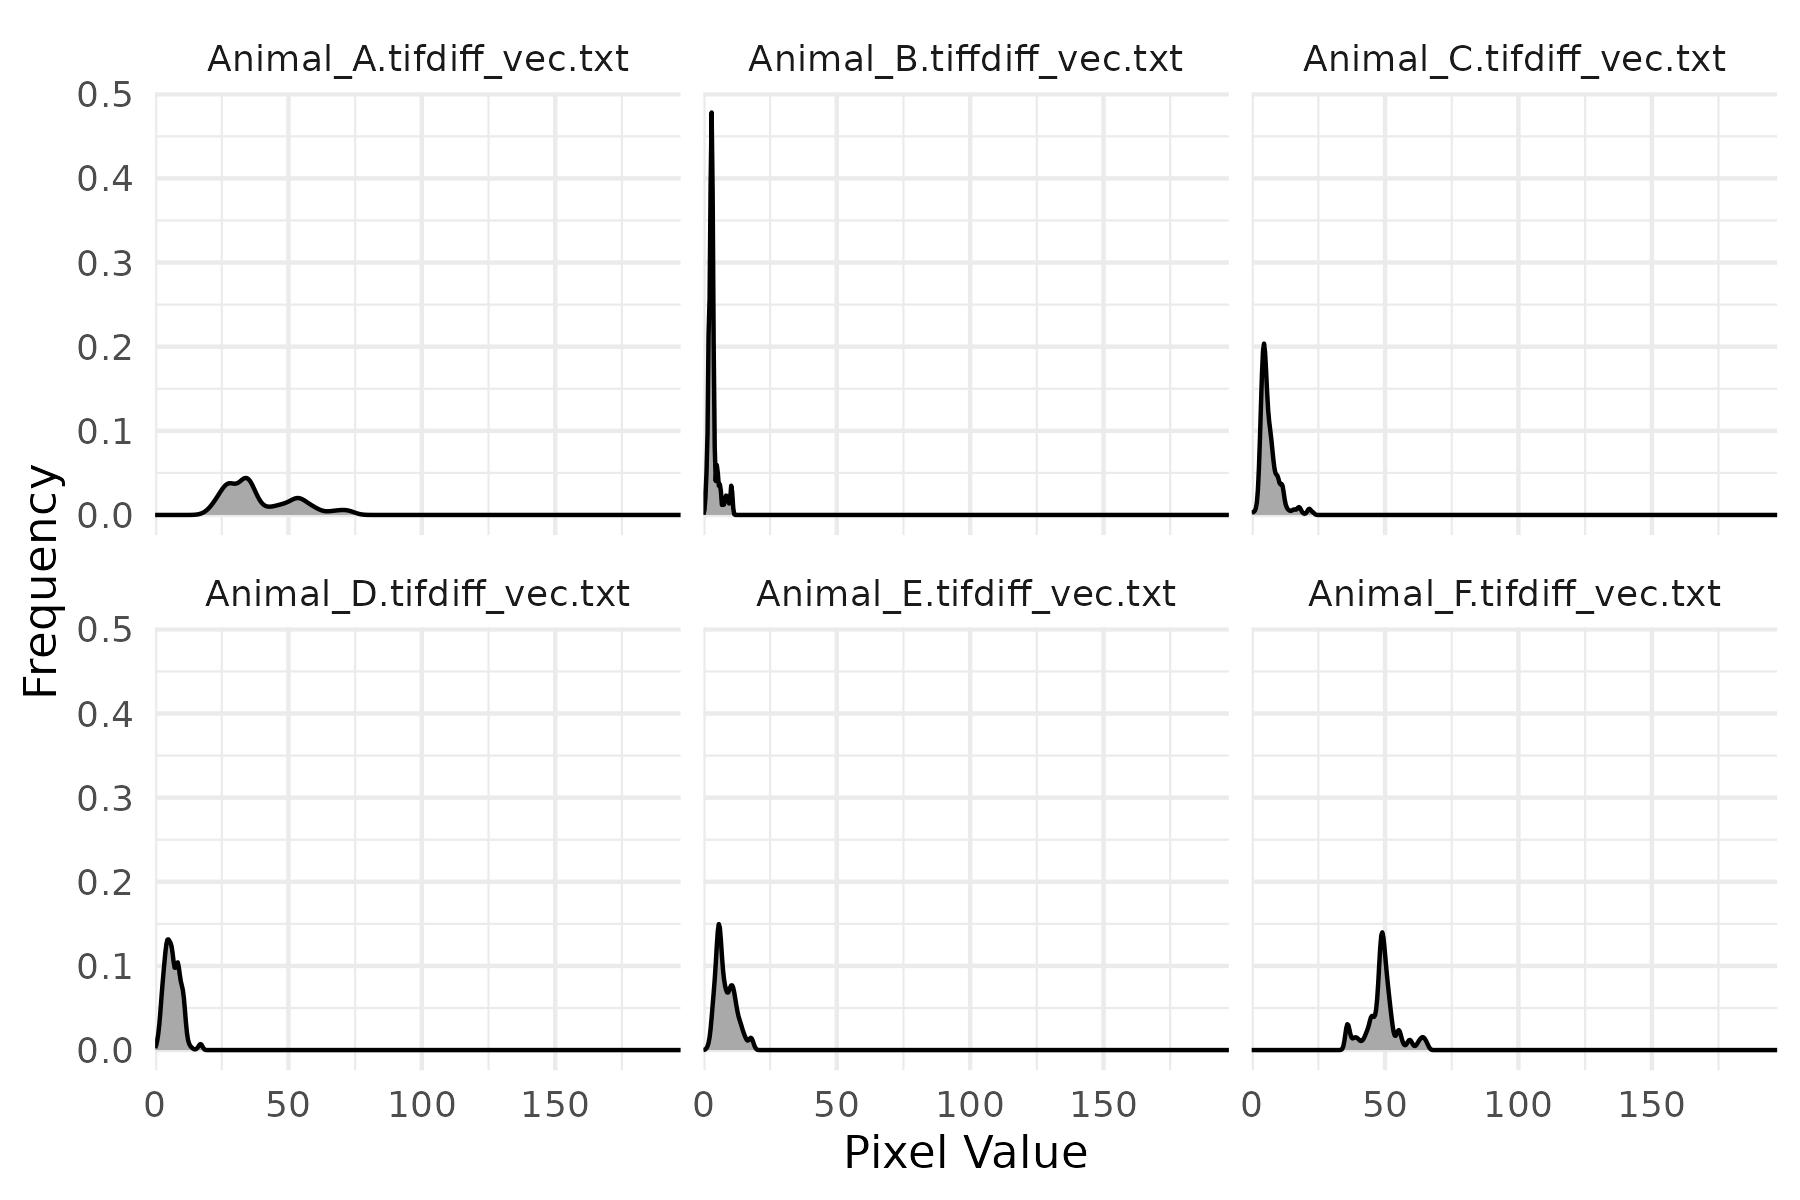 Animal_A.tifdiff_vec.txt
Animal_B.tiffdiff_vec.txt
Animal_C.tifdiff_vec.txt
0.5
0.4
0.3
0.2
0.1
0.0
Animal_D.tifdiff_vec.txt
Animal_E.tifdiff_vec.txt
Animal_F.tifdiff_vec.txt
0.5
0.4
0.3
0.2
0.1
0.0
Frequency
0 50 100 150
0 50 100 150
0 50 100 150
Pixel Value